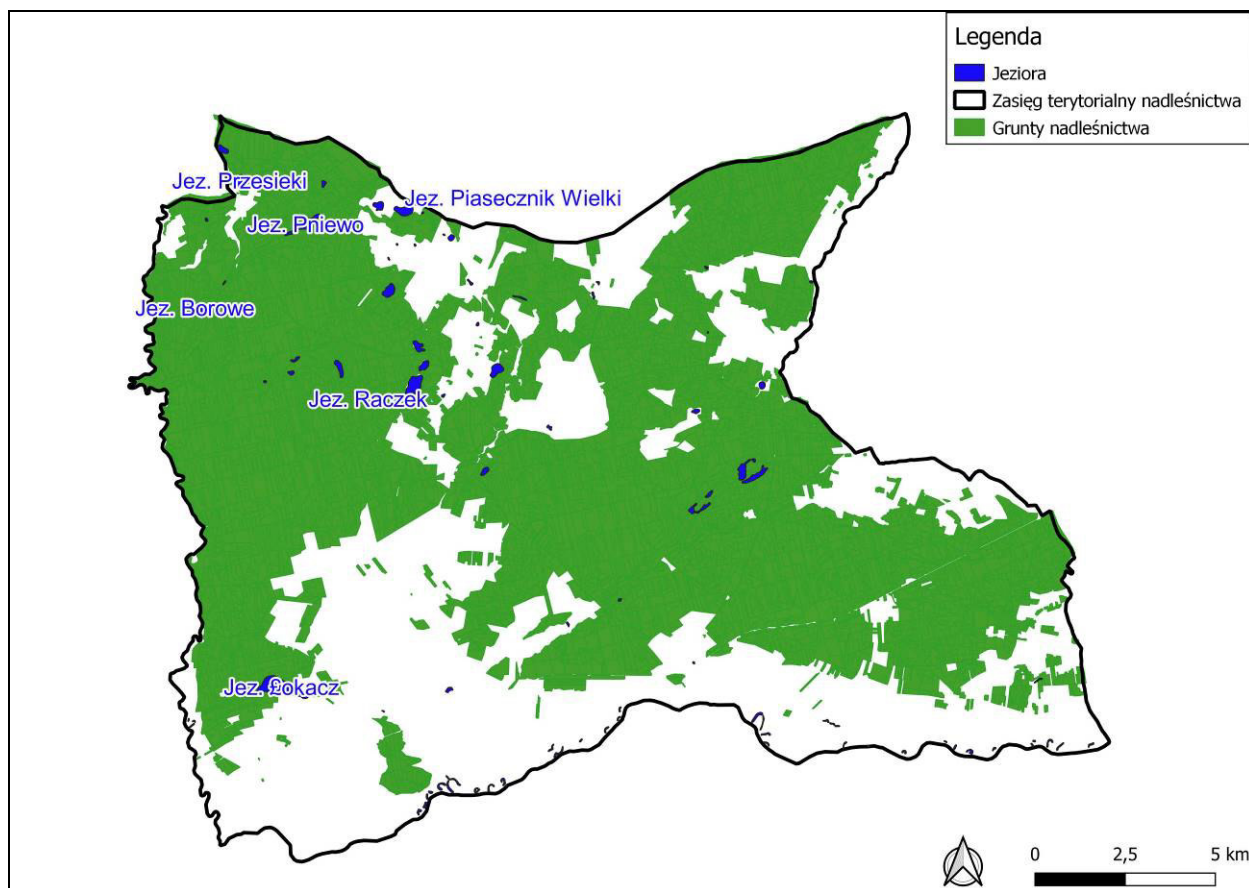 Legenda
Jeziora
Zasięg terytorialny nadleśnictwa
Grunty nadleśnictwa
Jez. Przesieki
Jez. Piasecznik Wielki
Jez. Pniewo
Jez. Borowe
Jez. Raczek
Jez. £okacz
0 2,5 5 km